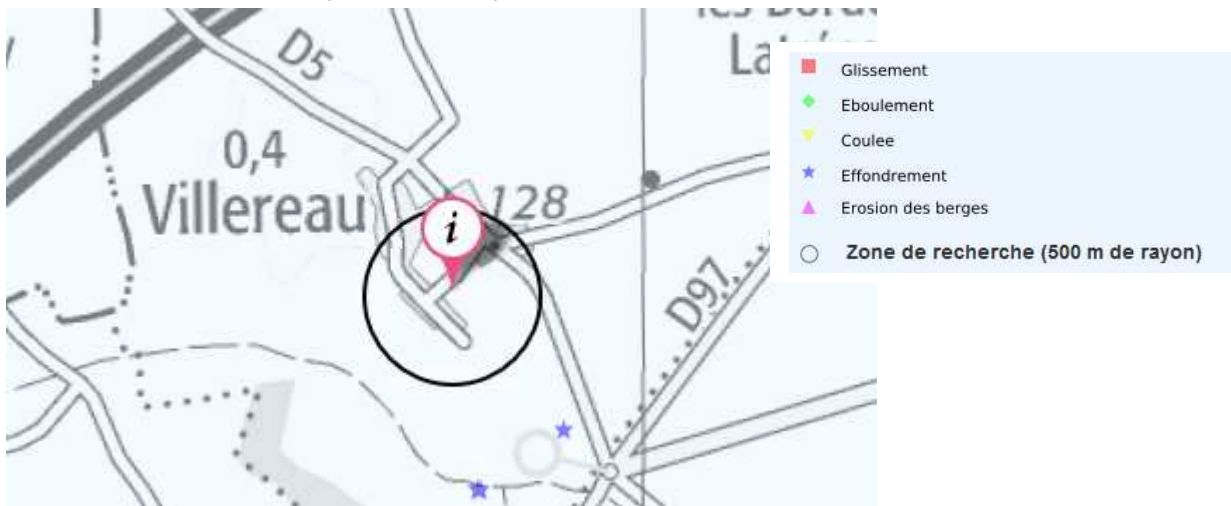 D5
0,4
Villereau
128
i
D97
Glissement
Eboulement
Coulee
Effondrement
Erosion des berges
Zone de recherche (500 m de rayon)